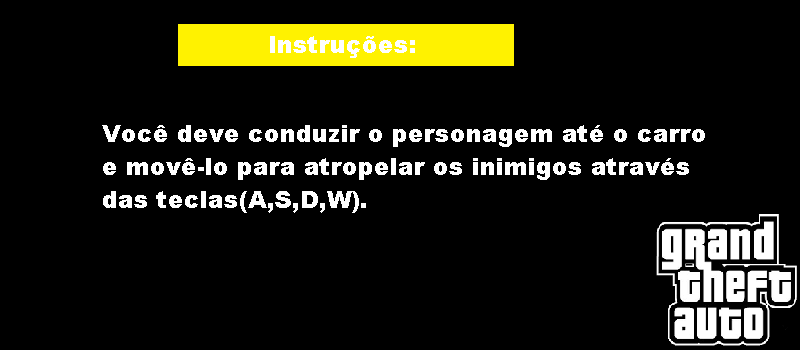 Instruções:
Você deve conduzir o personagem até o carro
e movê-lo para atropelar os inimigos através
das teclas(A,S,D,W).
grand
theft
auto